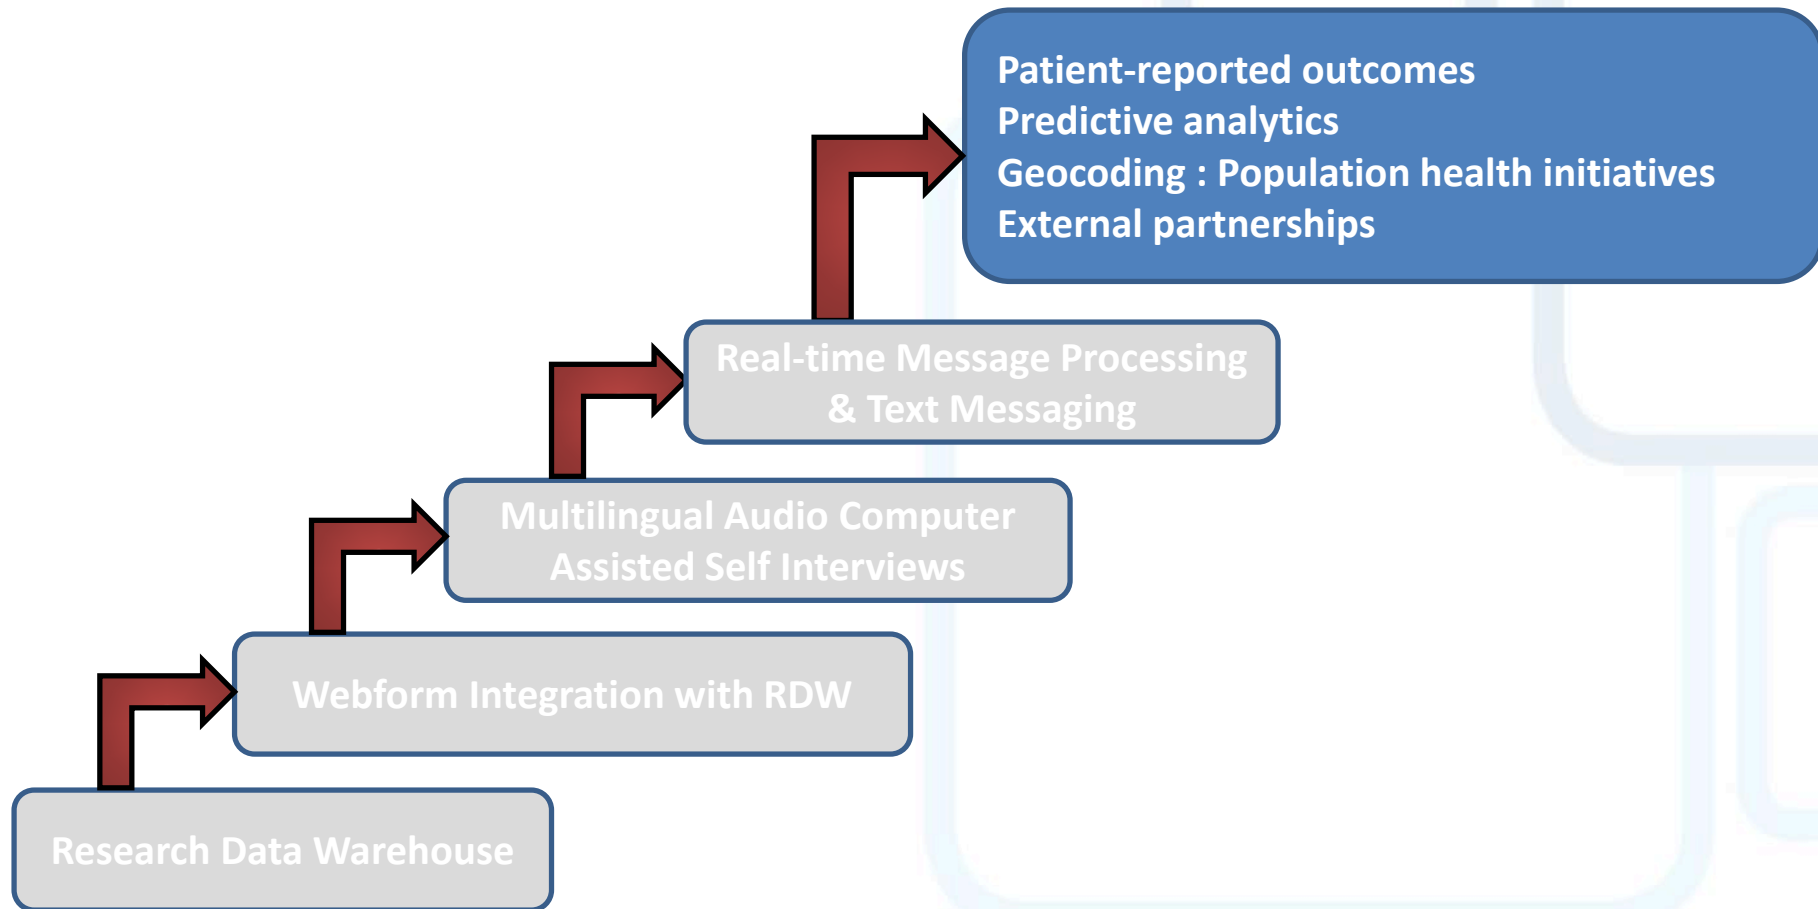 Patient-reported outcomes
Predictive analytics
Geocoding : Population health initiatives
External partnerships
Real-time Message Processing
& Text Messaging
Multilingual Audio Computer
Assisted Self Interviews
Webform Integration with RDW
Research Data Warehouse